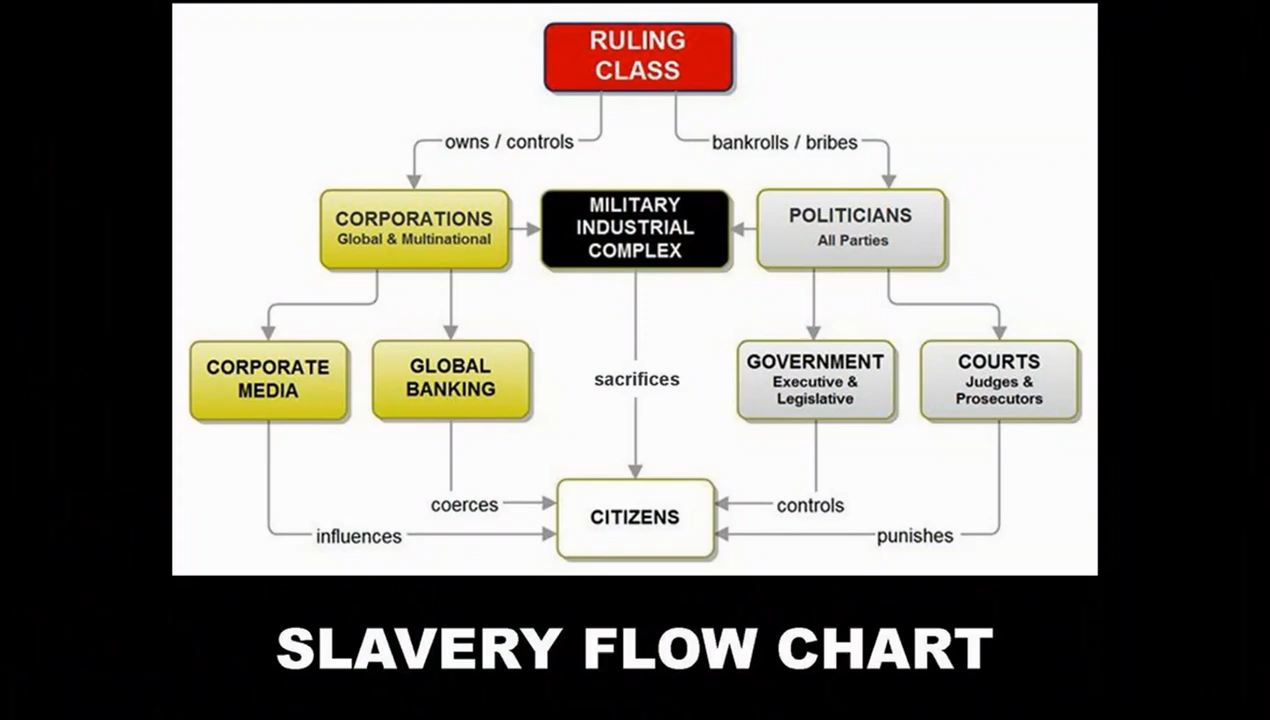 RULING
CLASS
owns / controls
bankrolls / bribes
CORPORATIONS
Global & Multinational
MILITARY
INDUSTRIAL
COMPLEX
POLITICIANS
All Parties
CORPORATE
MEDIA
GLOBAL
BANKING
sacrifices
GOVERNMENT
Executive &
Legislative
COURTS
Judges &
Prosecutors
coerces
influences
CITIZENS
controls
punishes
SLAVERY FLOW CHART